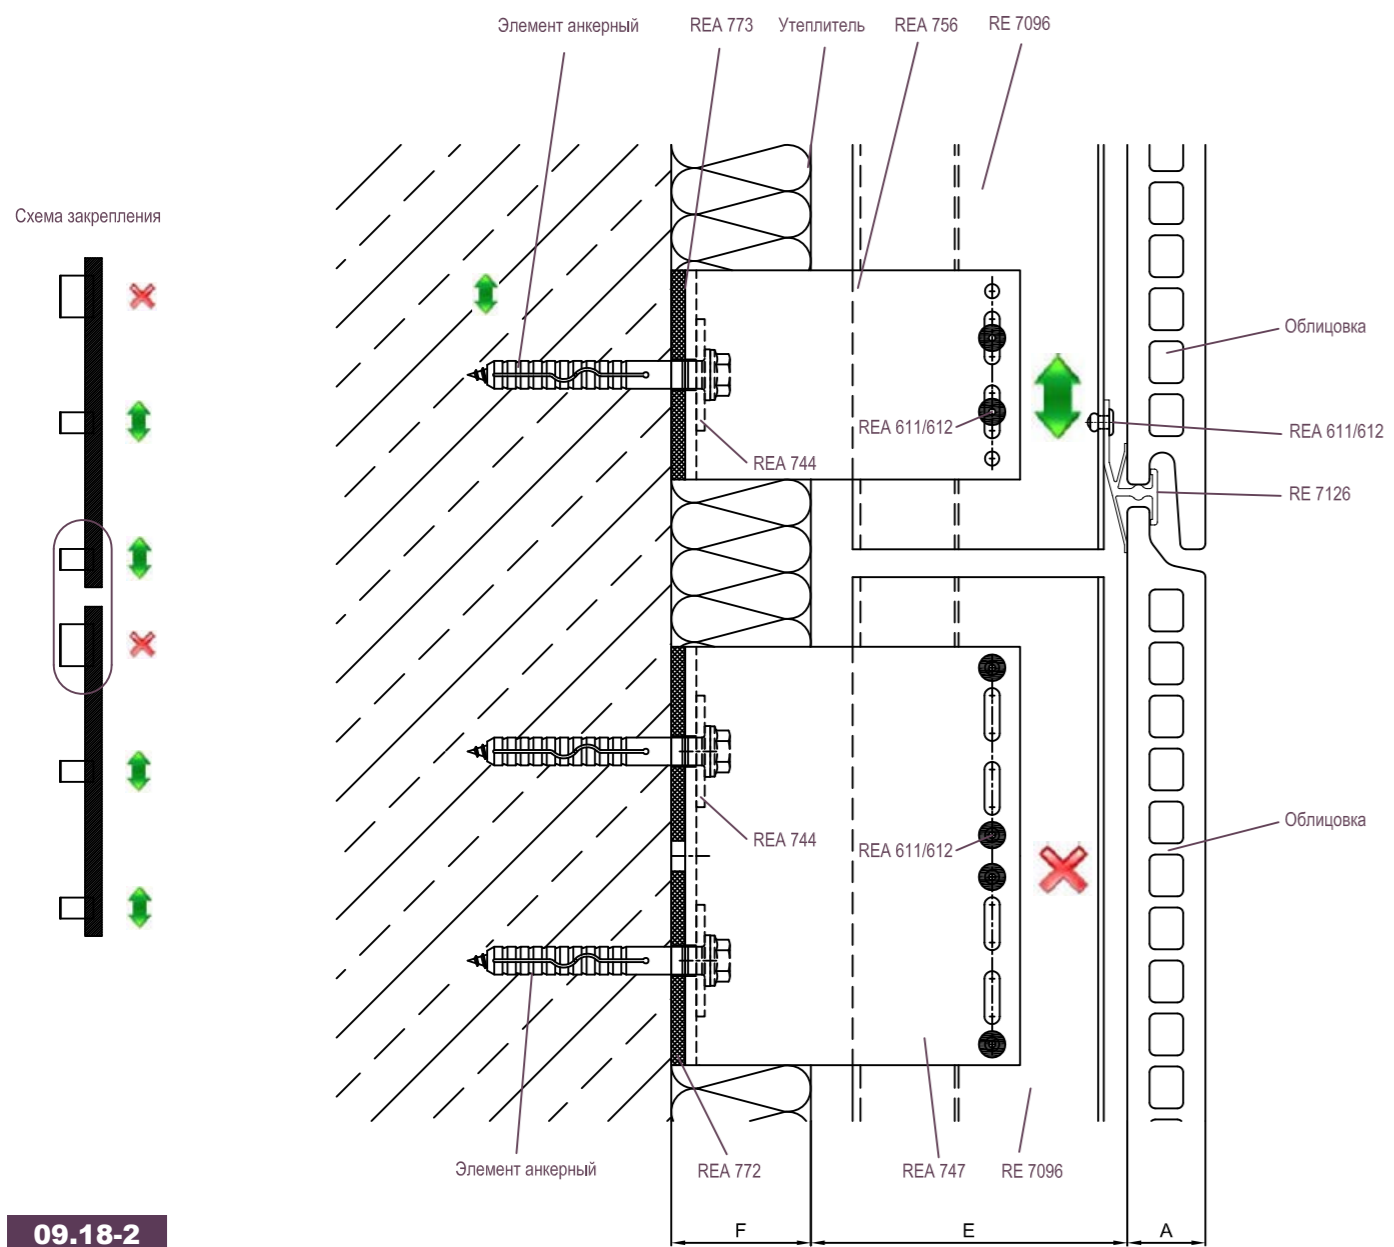 Элемент анкерный
REA 773
Утеплитель
REA 756
RE 7096
Схема закрепления
Облицовка
REA 611/612
REA 611/612
REA 744
RE 7126
Облицовка
REA 744
REA 611/612
Элемент анкерный
REA 772
REA 747
RE 7096
F
E
A
09.18-2